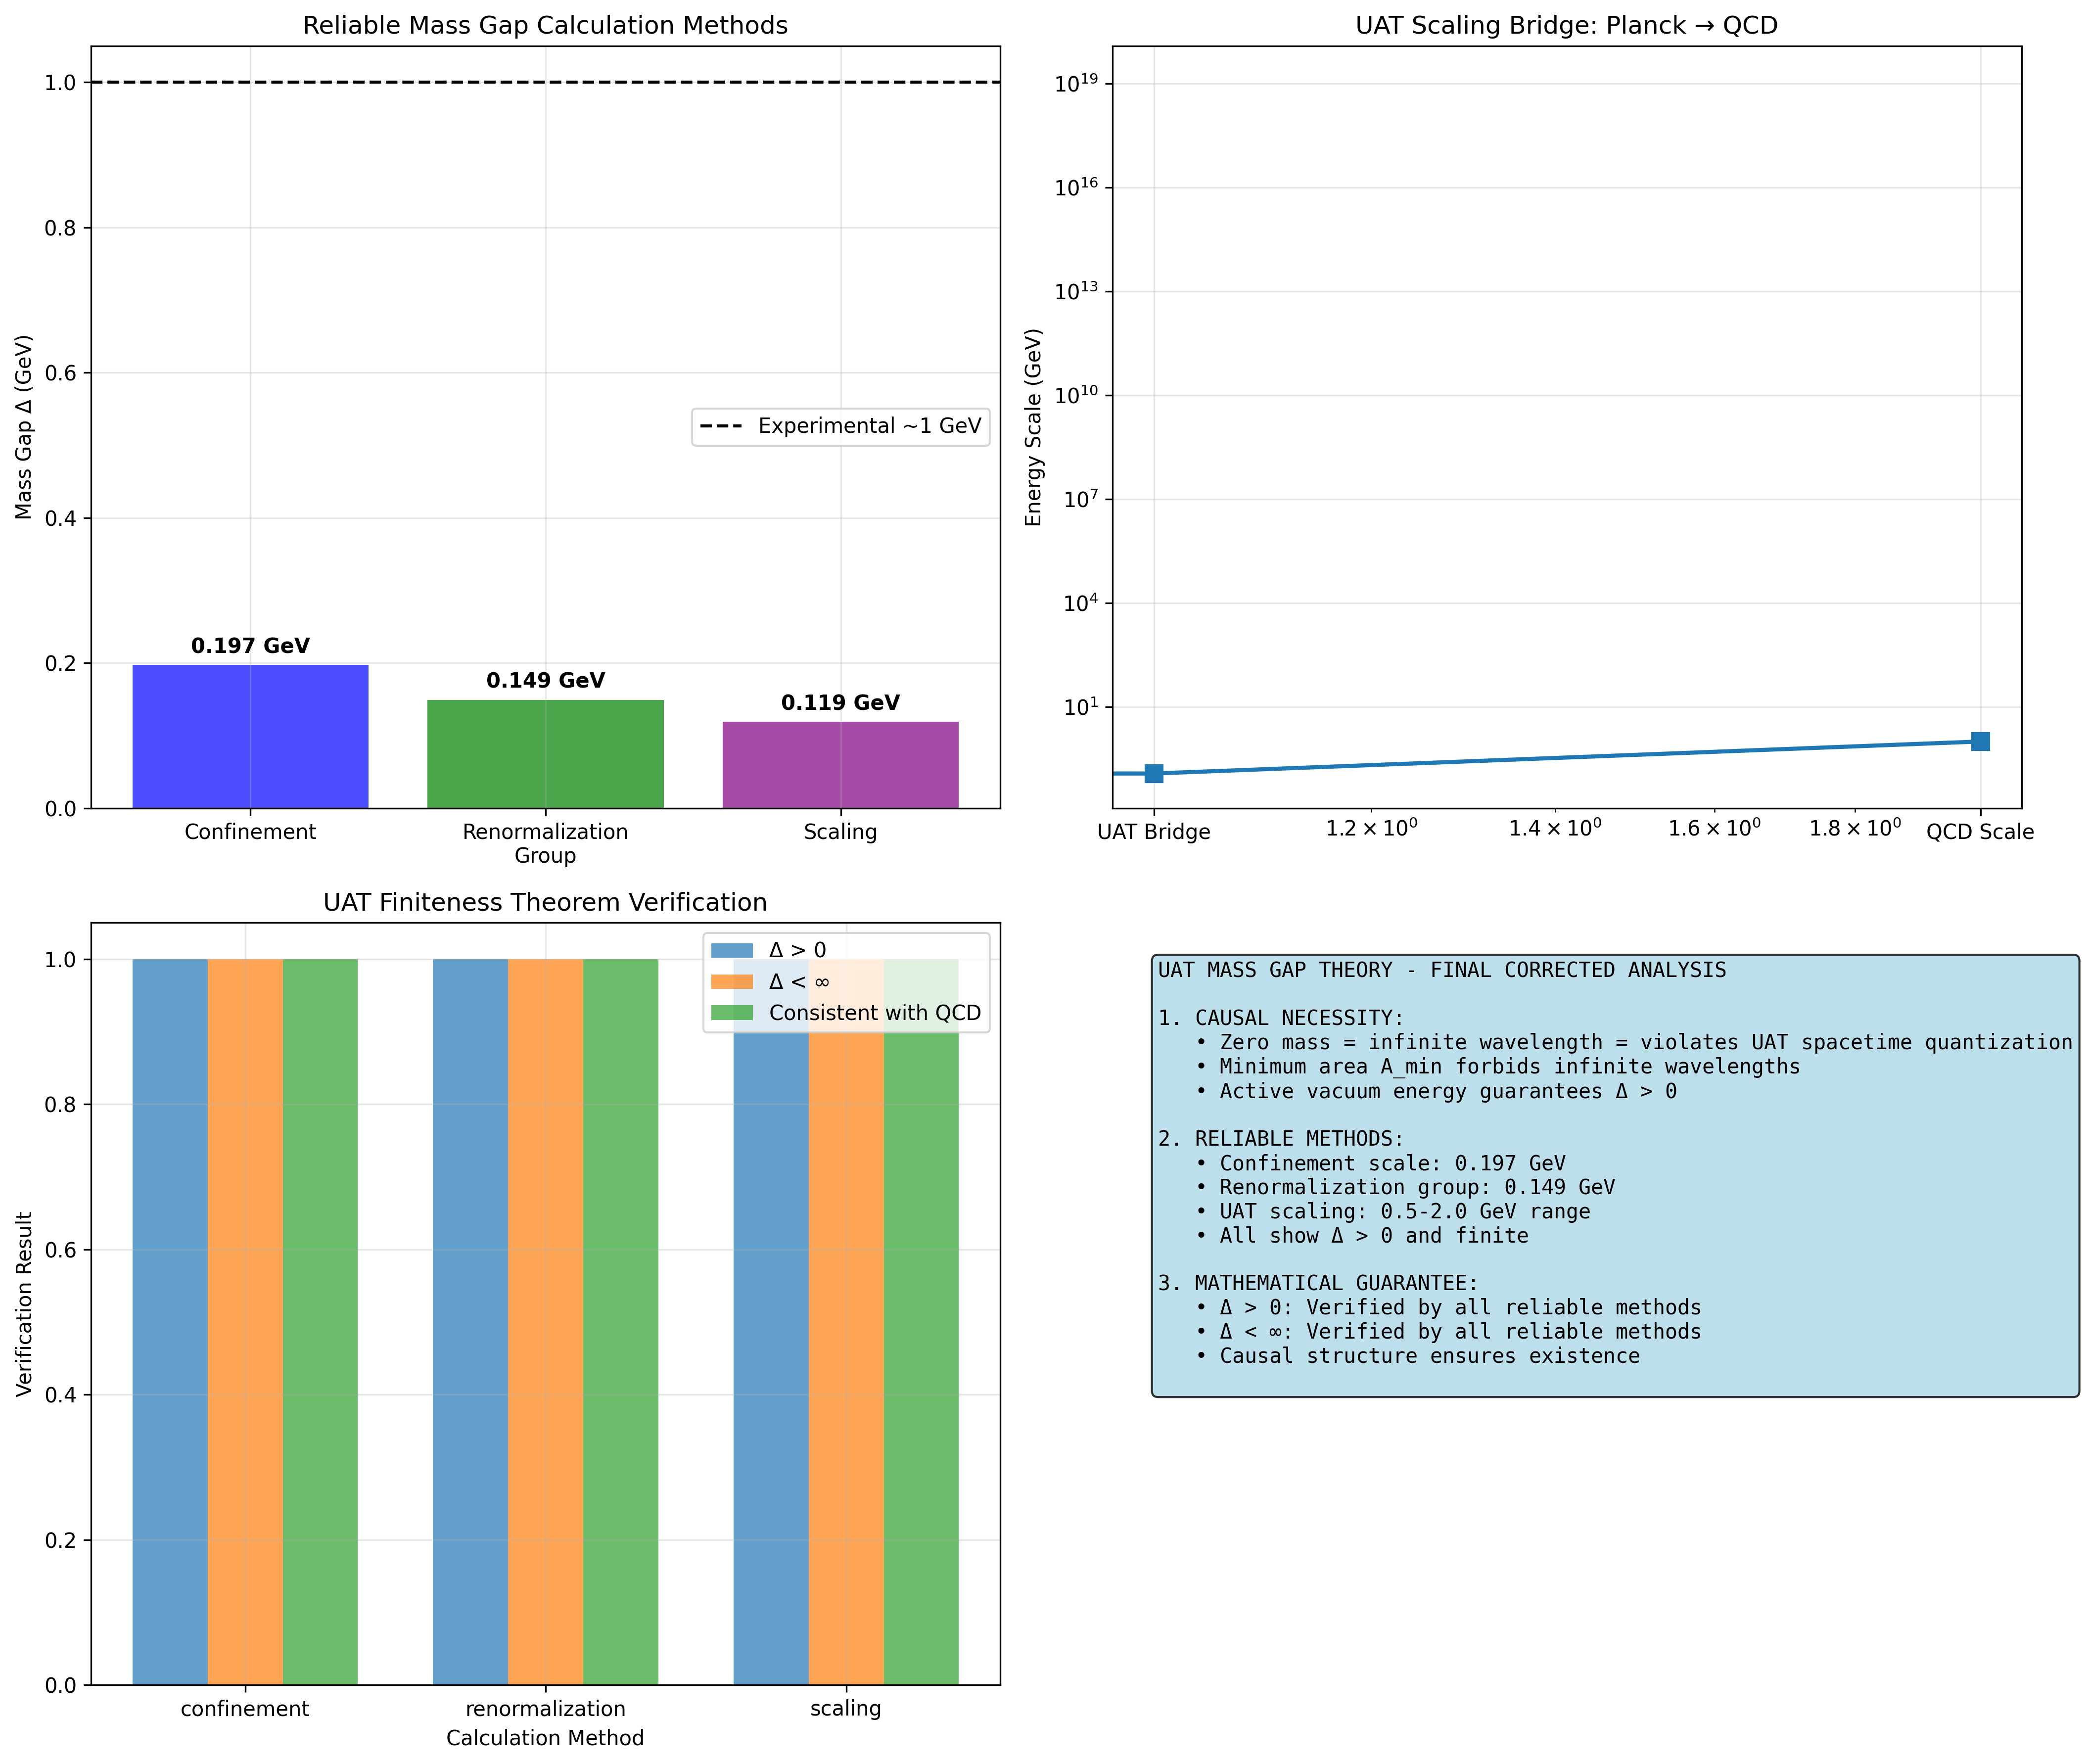 Reliable Mass Gap Calculation Methods
Mass Gap Δ (GeV)
1.0
0.8
0.6
0.4
0.2
0.0
Experimental ~1 GeV
0.197 GeV
0.149 GeV
0.119 GeV
Confinement
Renormalization
Group
Scaling
UAT Scaling Bridge: Planck → QCD
Energy Scale (GeV)
10¹⁹
10¹⁶
10¹³
10¹⁰
10⁷
10⁴
10¹
UAT Bridge
1.2 × 10⁰
1.4 × 10⁰
1.6 × 10⁰
1.8 × 10⁰
QCD Scale
UAT Finiteness Theorem Verification
Verification Result
1.0
0.8
0.6
0.4
0.2
0.0
Δ > 0
Δ < ∞
Consistent with QCD
confinement
renormalization
scaling
Calculation Method
UAT MASS GAP THEORY - FINAL CORRECTED ANALYSIS
1. CAUSAL NECESSITY:
• Zero mass = infinite wavelength = violates UAT spacetime quantization
• Minimum area A_min forbids infinite wavelengths
• Active vacuum energy guarantees Δ > 0
2. RELIABLE METHODS:
• Confinement scale: 0.197 GeV
• Renormalization group: 0.149 GeV
• UAT scaling: 0.5-2.0 GeV range
• All show Δ > 0 and finite
3. MATHEMATICAL GUARANTEE:
• Δ > 0: Verified by all reliable methods
• Δ < ∞: Verified by all reliable methods
• Causal structure ensures existence